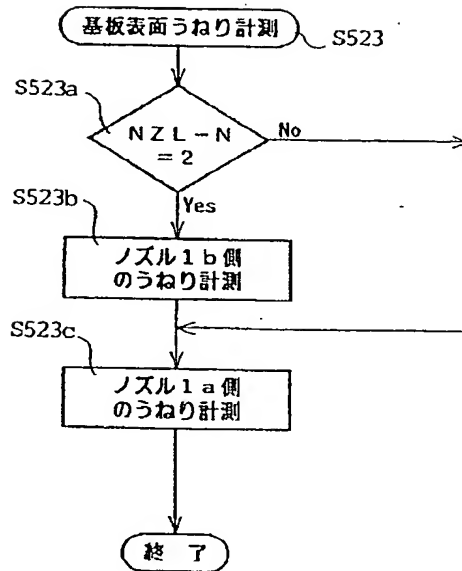 基板表面うねり計測
S523
S523a
NZL-N
=2
No
Yes
S523b
ノズル1b側
のうねり計測
S523c
ノズル1a側
のうねり計測
終了